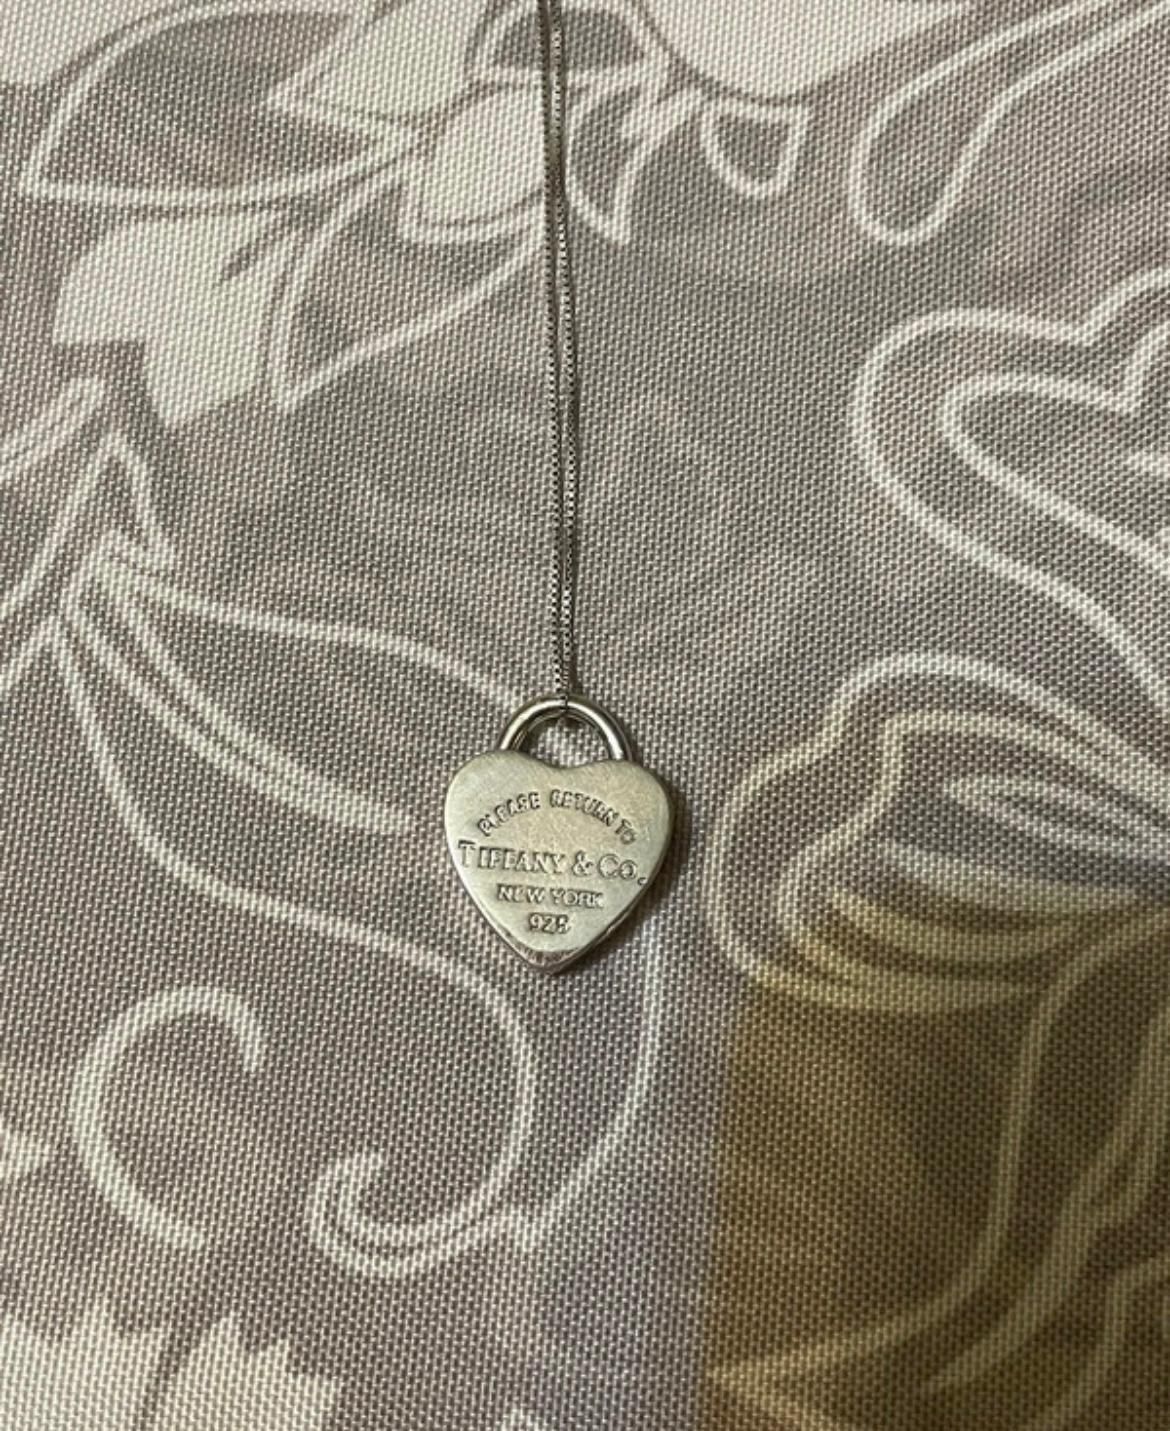 PLEASE RETURN TO
TIFFANY & CO.
NEW YORK
925